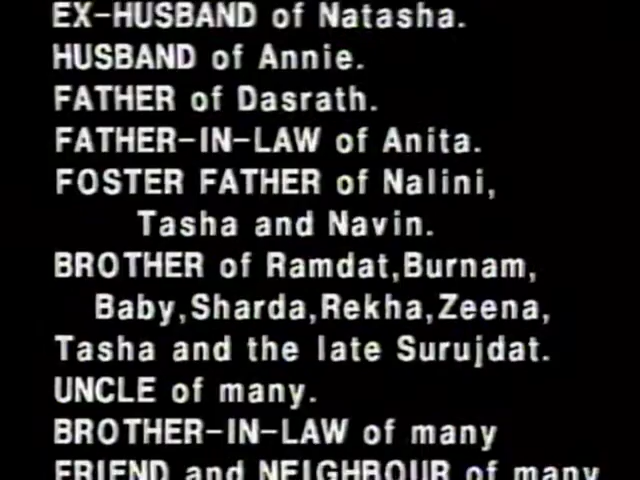 EX-HUSBAND of Natasha.
HUSBAND of Annie.
FATHER of Dasrath.
FATHER-IN-LAW of Anita.
FOSTER FATHER of Nalini,
Tasha and Navin.
BROTHER of Ramdat,Burnam,
Baby,Sharda,Rekha,Zeena,
Tasha and the late Surujdat.
UNCLE of many.
BROTHER-IN-LAW of many
FRIEND and NEIGHBOUR of many